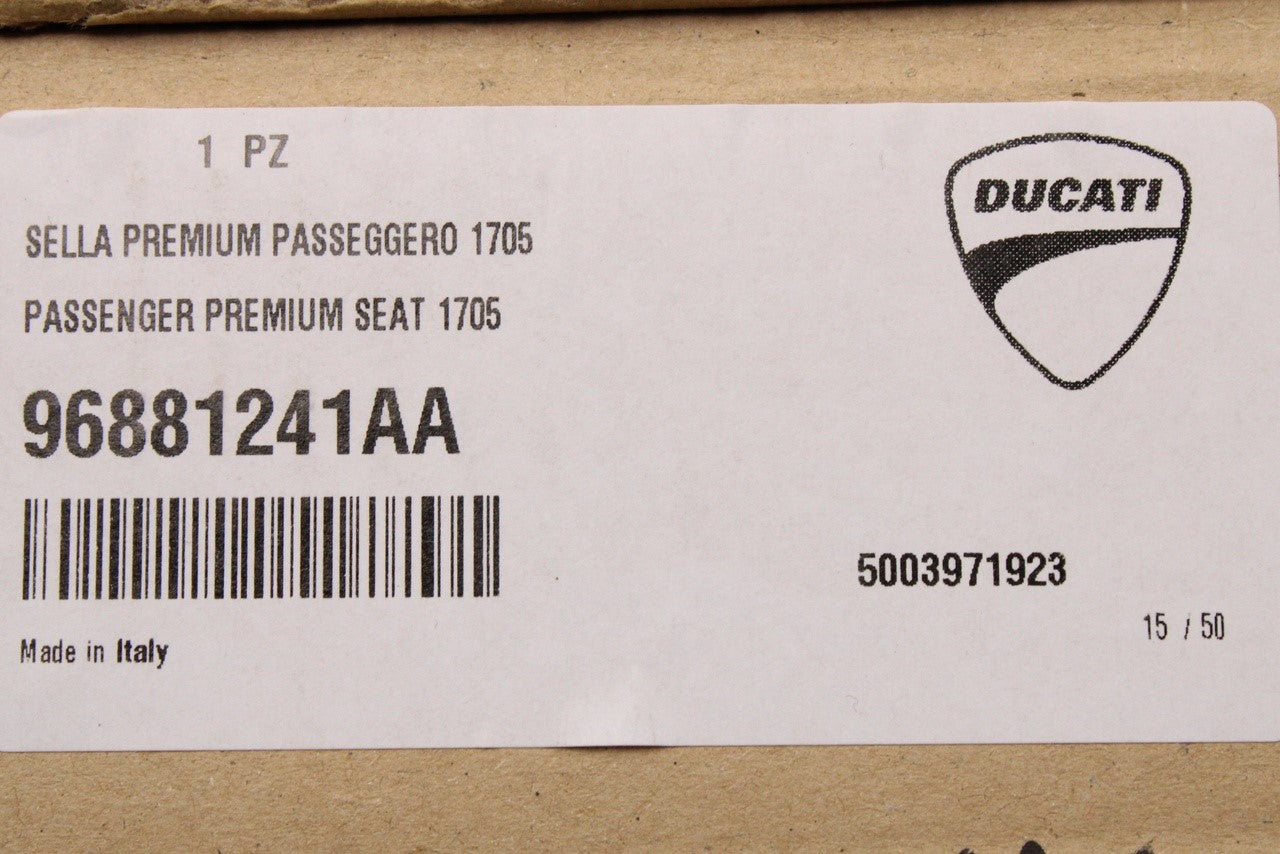 1 PZ
DUCATI
SELLA PREMIUM PASSEGGERO 1705
PASSENGER PREMIUM SEAT 1705
96881241AA
5003971923
15 / 50
Made in Italy